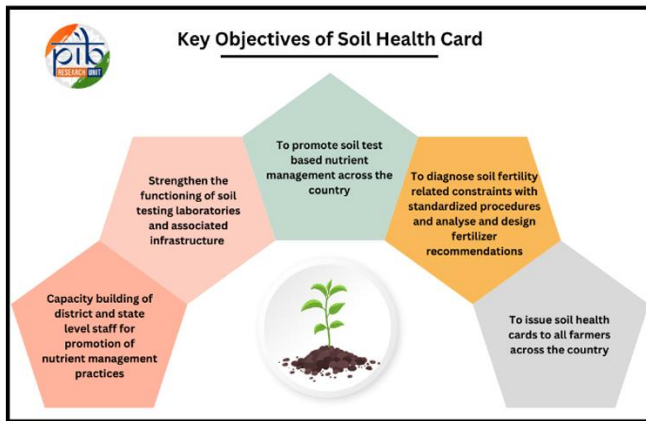 pib
RESEARCH UNIT
Key Objectives of Soil Health Card
Capacity building of
district and state
level staff for
promotion of
nutrient management
practices
Strengthen the
functioning of soil
testing laboratories
and associated
infrastructure
To promote soil test
based nutrient
management across the
country
To diagnose soil fertility
related constraints with
standardized procedures
and analyse and design
fertilizer
recommendations
To issue soil health
cards to all farmers
across the country